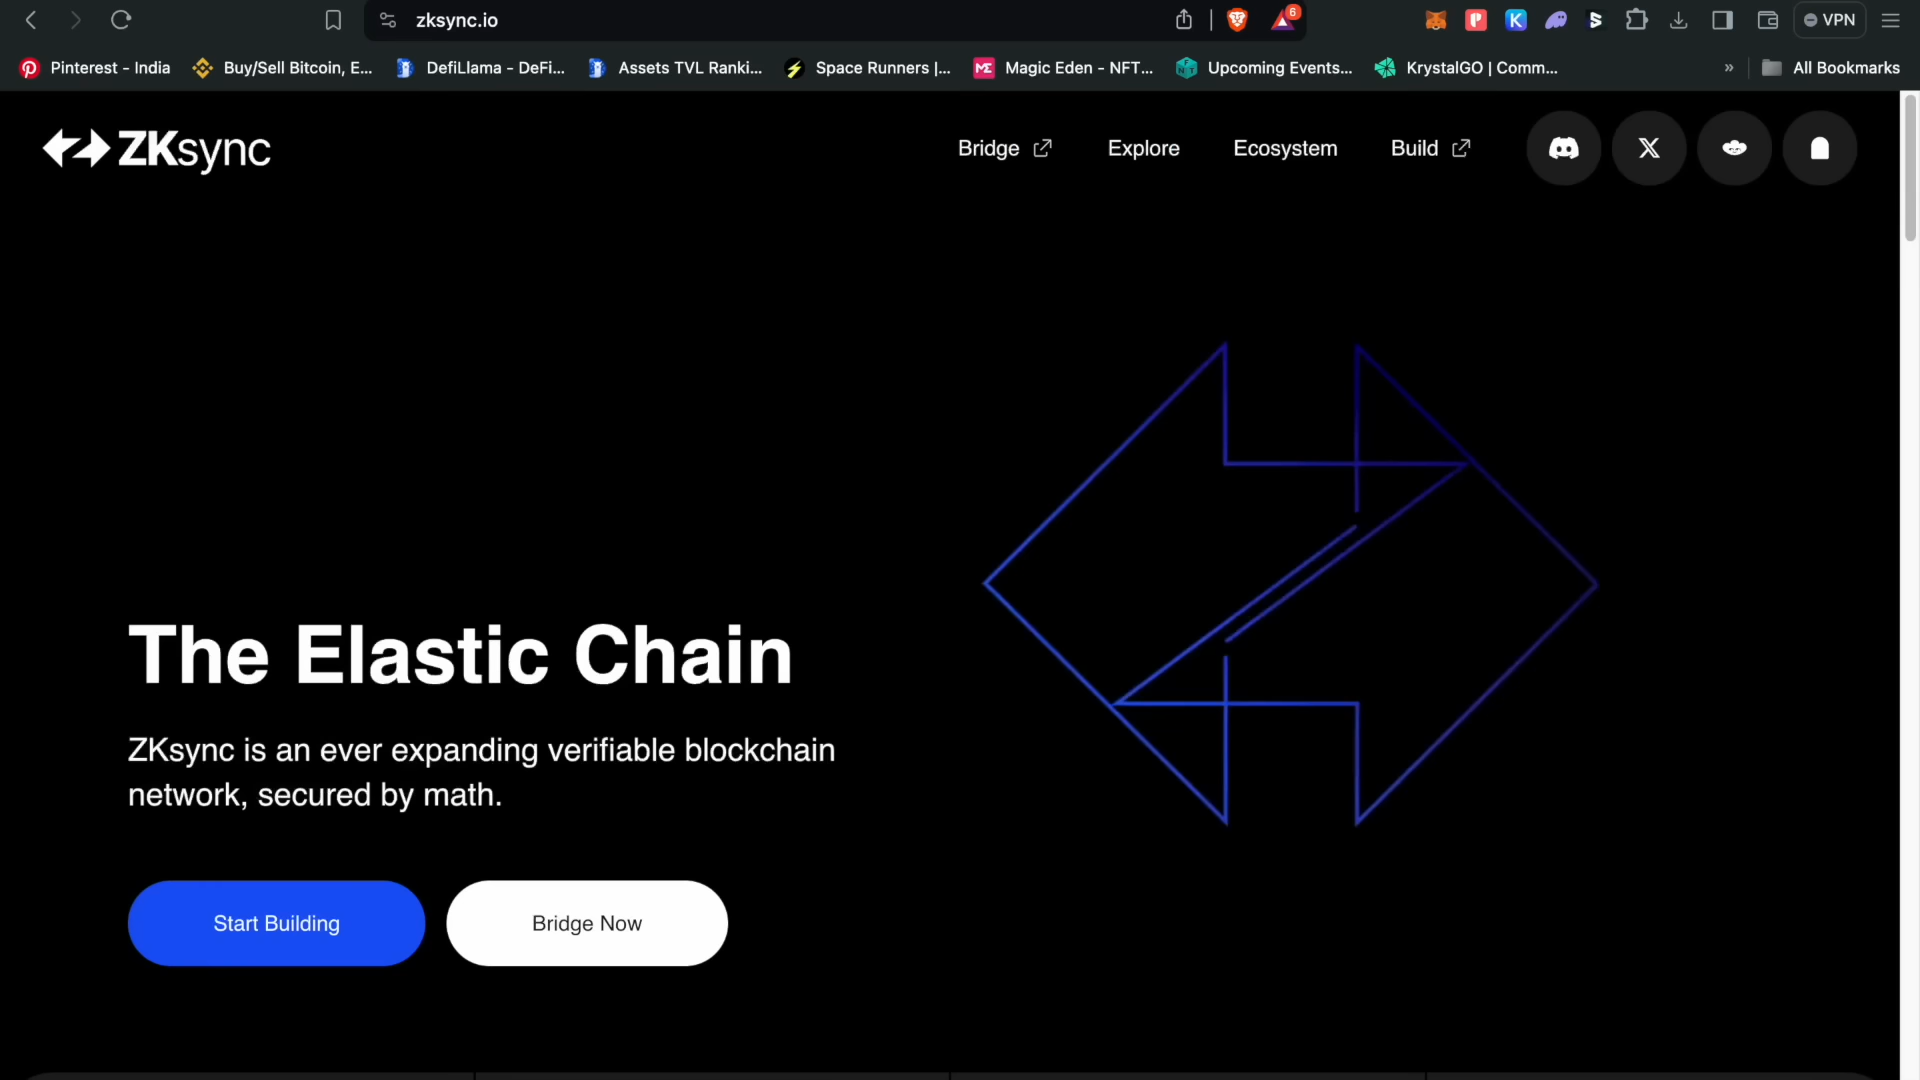 zksync.io
6
VPN
Pinterest - India
Buy/Sell Bitcoin, E...
DefiLlama - DeFi...
Assets TVL Ranki...
Space Runners |...
ME
Magic Eden - NFT...
Upcoming Events...
KrystalGO | Comm...
»
All Bookmarks
ZKsync
Bridge
Explore
Ecosystem
Build
The Elastic Chain
ZKsync is an ever expanding verifiable blockchain
network, secured by math.
Start Building
Bridge Now